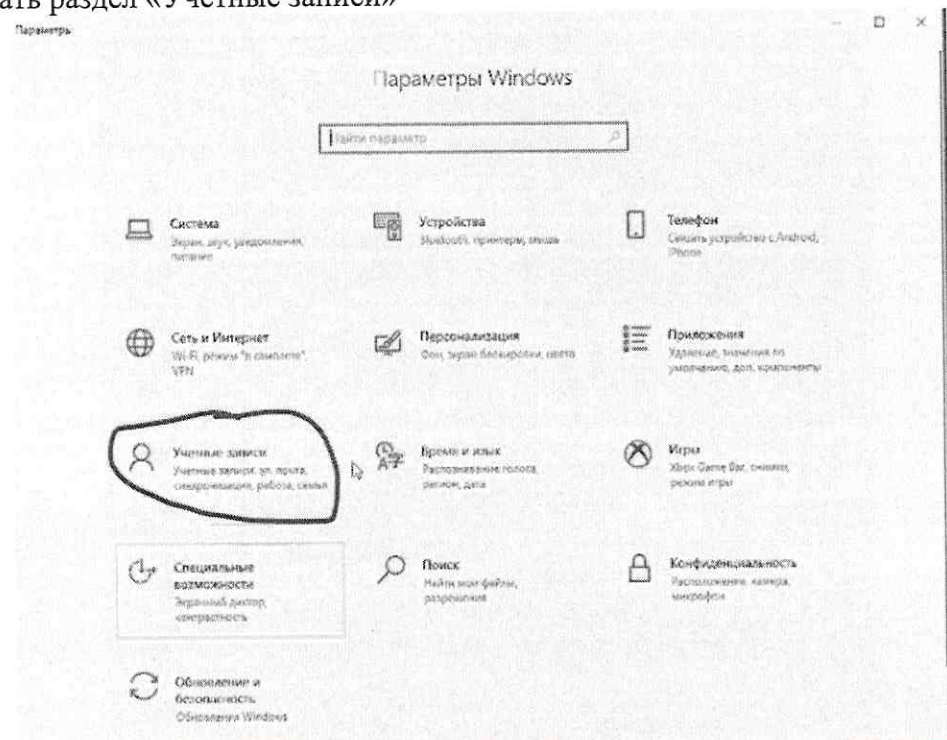 ать раздел «Учетные записи»
Параметры
Параметры Windows
Найти параметр
Система
Экран, звук, уведомления,
питание
Устройства
Bluetooth, принтеры, мышь
Телефон
Связать устройство с Android,
iPhone
Сеть и Интернет
Wi-Fi, режим "в самолете",
VPN
Персонализация
Фон, экран блокировки, цвета
Приложения
Удаление, значения по
умолчанию, доп. компоненты
Учетные записи
Учетные записи, эл. почта,
синхронизация, работа, семья
Время и язык
Распознавание голоса,
регион, дата
Игры
Xbox Game Bar, снимки,
режим игры
Специальные
возможности
Экранный диктор,
контрастность
Поиск
Найти мои файлы,
разрешения
Конфиденциальность
Расположение, камера,
микрофон
Обновление и
безопасность
Обновления Windows